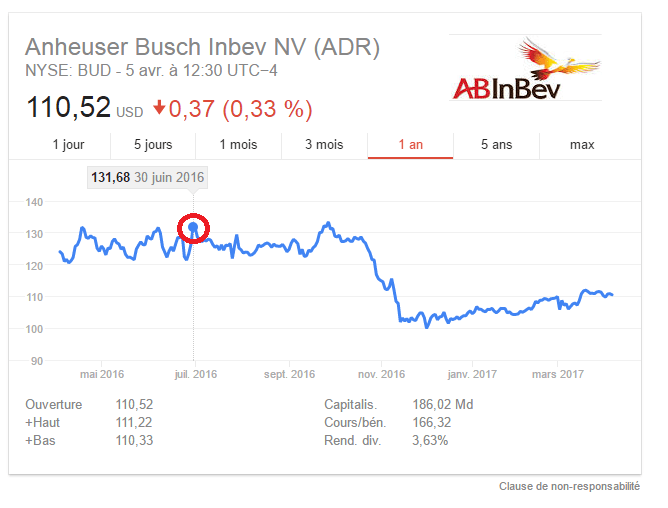 Anheuser Busch Inbev NV (ADR)
NYSE: BUD - 5 avr. à 12:30 UTC−4
ABInBev
110,52 USD 0,37 (0,33 %)
1 jour 5 jours 1 mois 3 mois 1 an 5 ans max
131,68 30 juin 2016
140
130
120
110
100
90
mai 2016 juil. 2016 sept. 2016 nov. 2016 janv. 2017 mars 2017
Ouverture 110,52 Capitalis. 186,02 Md
+Haut 111,22 Cours/bén. 166,32
+Bas 110,33 Rend. div. 3,63%
Clause de non-responsabilité